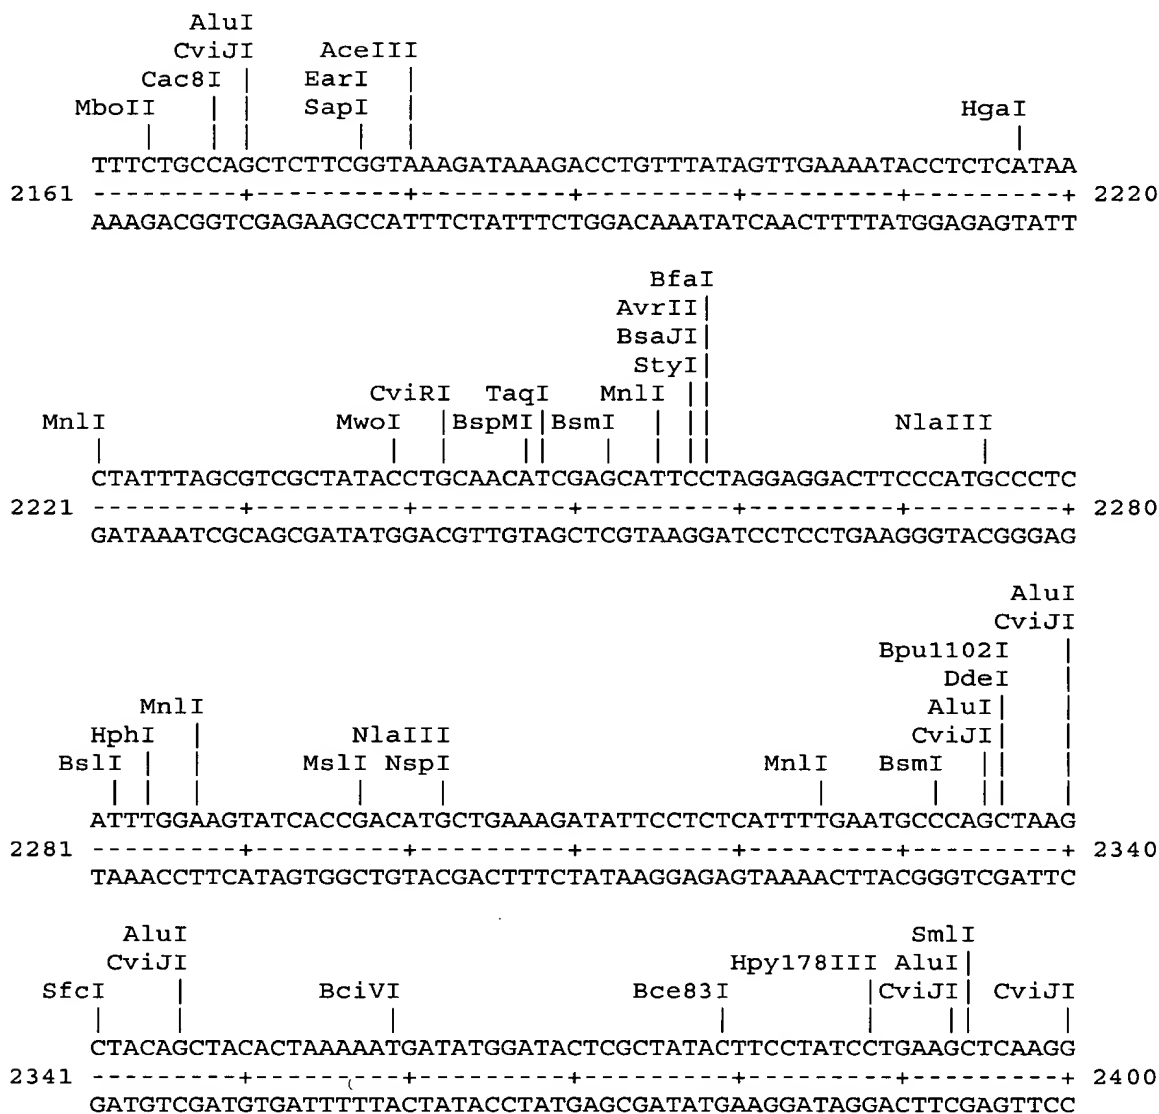 AluI
CviJI AceIII
Cac8I | EarI |
MboII | | SapI | HgaI
| | | | | |
TTTCTGCCAGCTCTTCGGTAAAGATAAAGACCTGTTTATAGTTGAAAATACCTCTCATAA
2161 ---------+---------+---------+---------+---------+---------+ 2220
AAAGACGGTCGAGAAGCCATTTCTATTTCTGGACAAATATCAACTTTTATGGAGAGTATT
BfaI
AvrII|
BsaJI|
StyI|
CviRI TaqI MnlI ||
MnlI MwoI |BspMI|BsmI | || NlaIII
| | | || | | || |
CTATTTAGCGTCGCTATACCTGCAACATCGAGCATTCCTAGGAGGACTTCCCATGCCCTC
2221 ---------+---------+---------+---------+---------+---------+ 2280
GATAAATCGCAGCGATATGGACGTTGTAGCTCGTAAGGATCCTCCTGAAGGGTACGGGAG
AluI
CviJI
Bpu1102I |
DdeI |
MnlI AluI| |
HphI | NlaIII CviJI| |
BslI | | MslI NspI MnlI BsmI || |
| | | | | | | || |
ATTTGGAAGTATCACCGACATGCTGAAAGATATTCCTCTCATTTTGAATGCCCAGCTAAG
2281 ---------+---------+---------+---------+---------+---------+ 2340
TAAACCTTCATAGTGGCTGTACGACTTTCTATAAGGAGAGTAAAACTTACGGGTCGATTC
AluI SmlI
CviJI Hpy178III AluI|
SfcI | BciVI Bce83I |CviJI| CviJI
| | | | | || |
CTACAGCTACACTAAAAATGATATGGATACTCGCTATACTTCCTATCCTGAAGCTCAAGG
2341 ---------+---------+---------+---------+---------+---------+ 2400
GATGTCGATGTGATTTTTACTATACCTATGAGCGATATGAAGGATAGGACTTCGAGTTCC